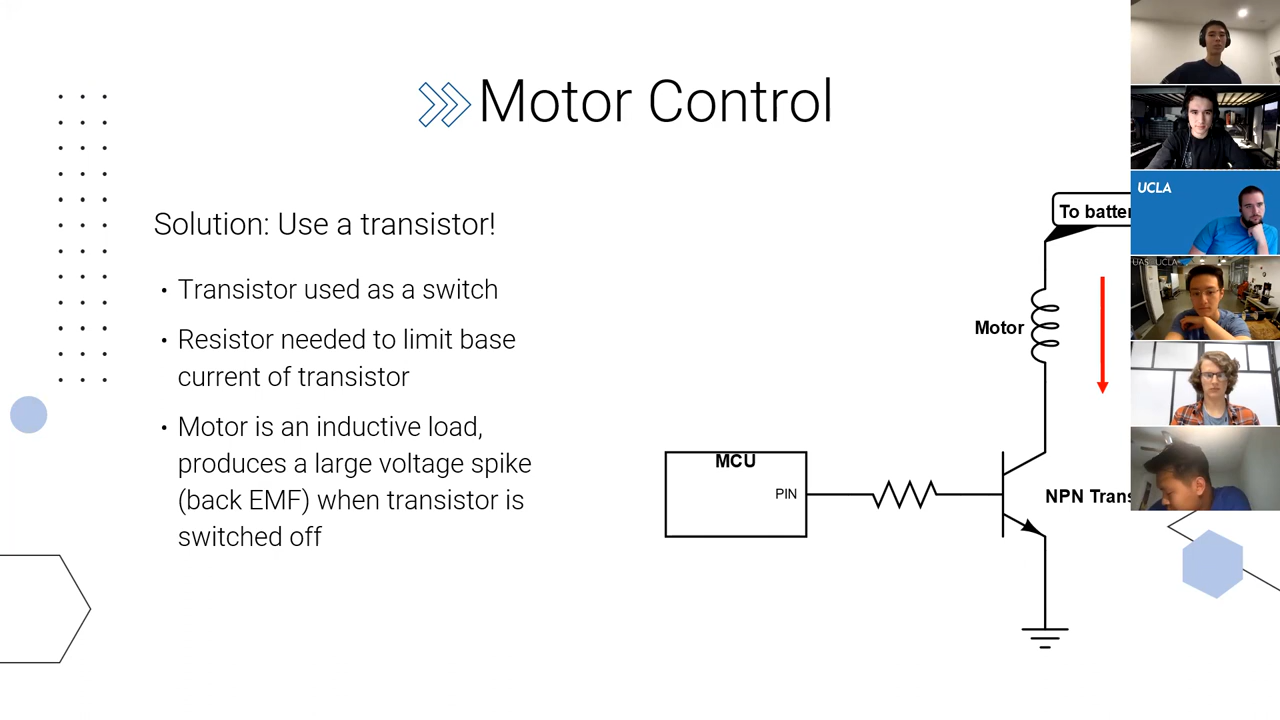 Motor Control
Solution: Use a transistor!
• Transistor used as a switch
• Resistor needed to limit base
current of transistor
• Motor is an inductive load,
produces a large voltage spike
(back EMF) when transistor is
switched off
To batter
Motor
MCU
PIN
NPN Trans
UCLA
UAS UCLA